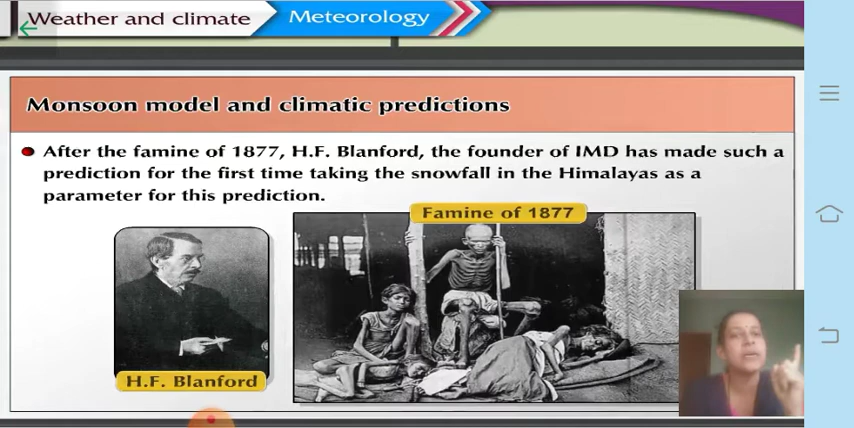 Weather and climate
Meteorology
Monsoon model and climatic predictions
After the famine of 1877, H.F. Blanford, the founder of IMD has made such a
prediction for the first time taking the snowfall in the Himalayas as a
parameter for this prediction.
Famine of 1877
H.F. Blanford